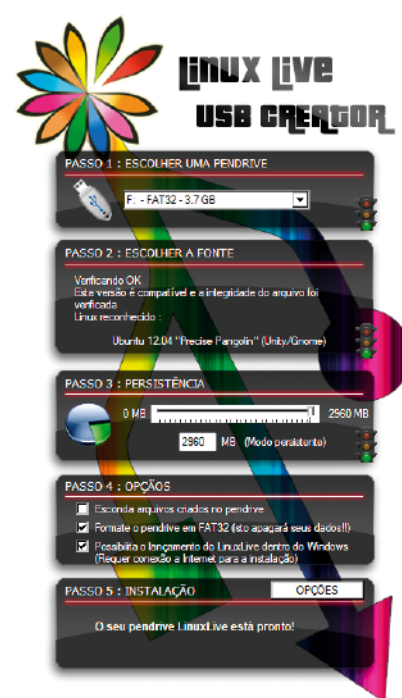 Linux Live
USB CREATOR
PASSO 1 : ESCOLHER UMA PENDRIVE
F: - FAT32 - 3.7 GB
PASSO 2 : ESCOLHER A FONTE
Verificando OK
Esta versão é compatível e a integridade do arquivo foi
verificada
Linux reconhecido :
Ubuntu 12.04 "Precise Pangolin" (Unity/Gnome)
PASSO 3 : PERSISTÊNCIA
0 MB 2960 MB
2960 MB (Modo persistente)
PASSO 4 : OPÇÃOS
Esconda arquivos criados no pendrive
Formate o pendrive em FAT32 (isto apagará seus dados!!)
Possibilita o lançamento do LinuxLive dentro do Windows
(Requer conexão a Internet para a instalação)
PASSO 5 : INSTALAÇÃO OPÇÕES
O seu pendrive LinuxLive está pronto!